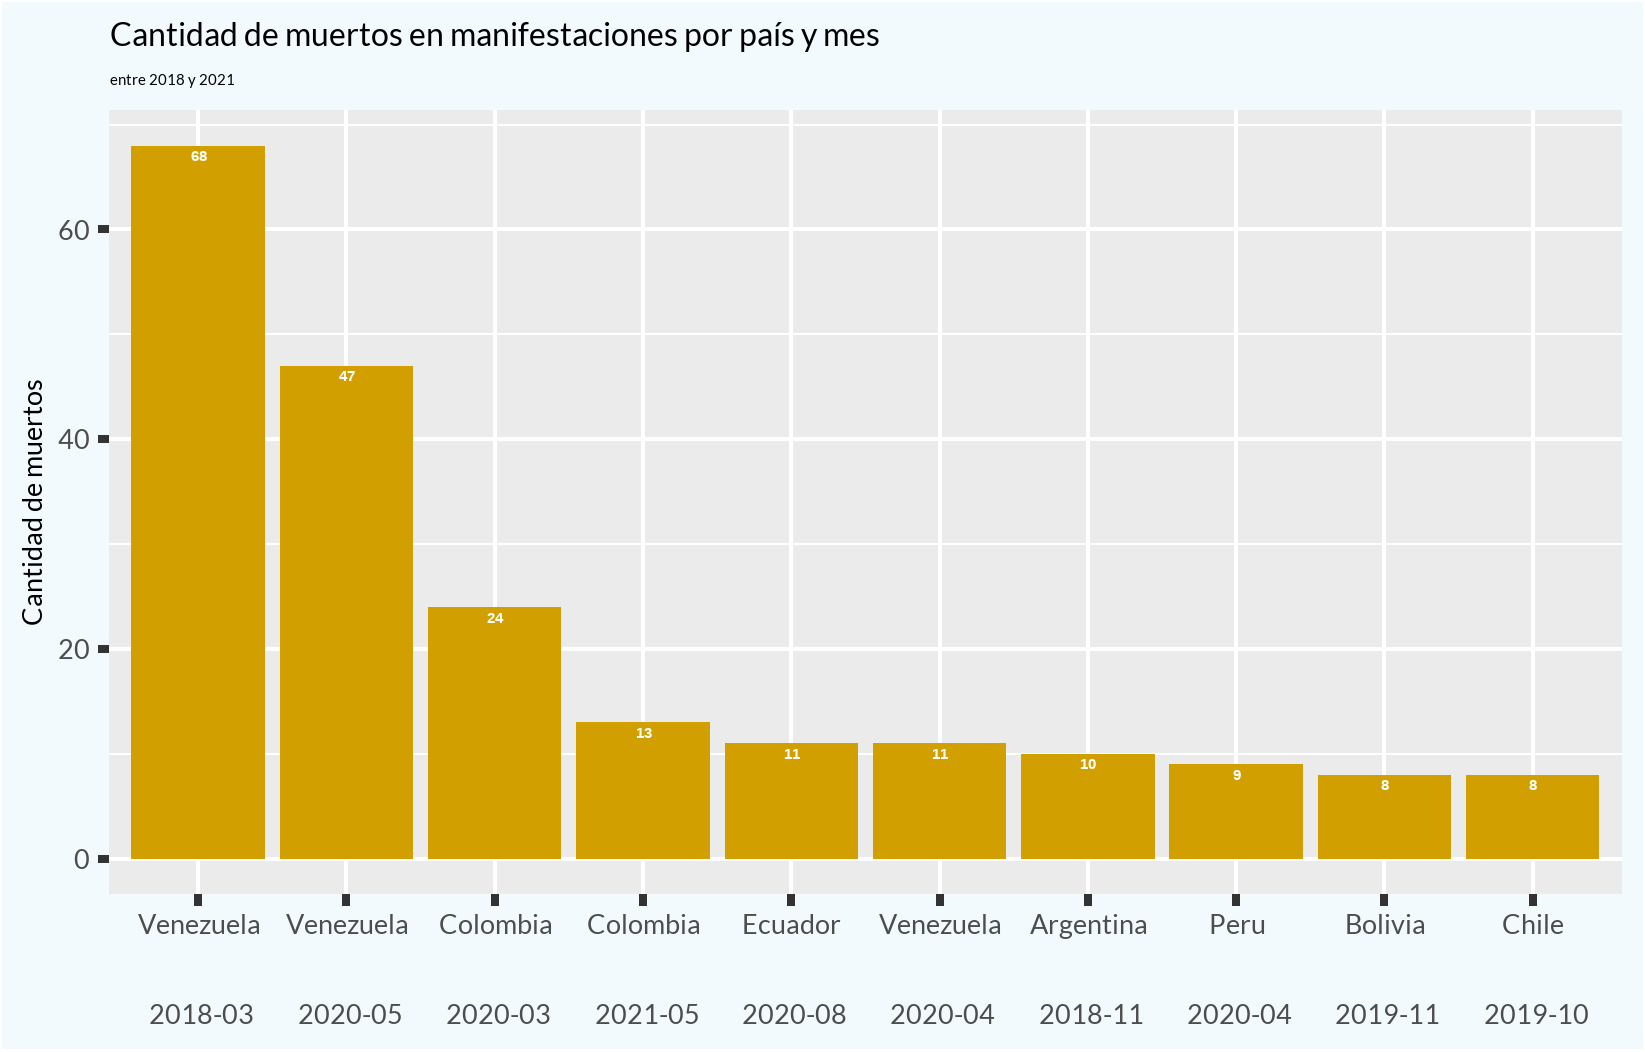 Cantidad de muertos en manifestaciones por país y mes
entre 2018 y 2021
Cantidad de muertos
60
40
20
0
68
47
24
13
11
11
10
9
8
8
Venezuela Venezuela Colombia Colombia Ecuador Venezuela Argentina Peru Bolivia Chile
2018-03 2020-05 2020-03 2021-05 2020-08 2020-04 2018-11 2020-04 2019-11 2019-10